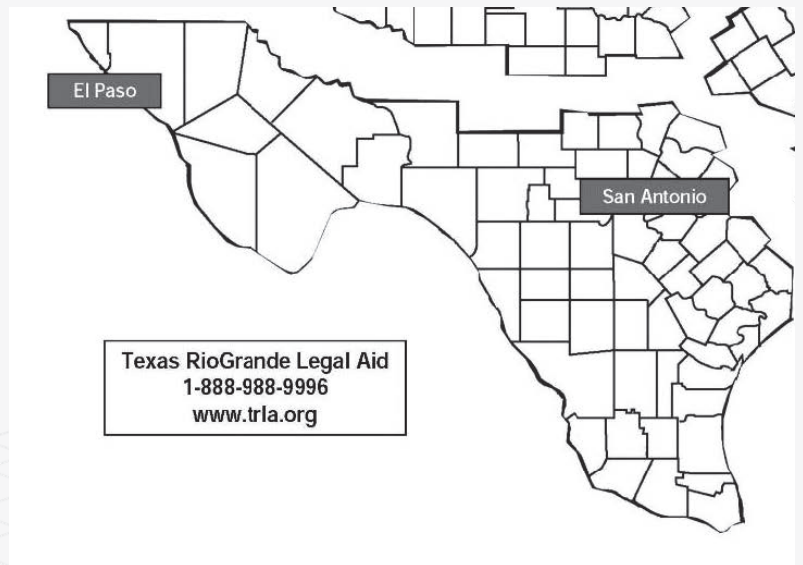 El Paso
San Antonio
Texas RioGrande Legal Aid
1-888-988-9996
www.trla.org